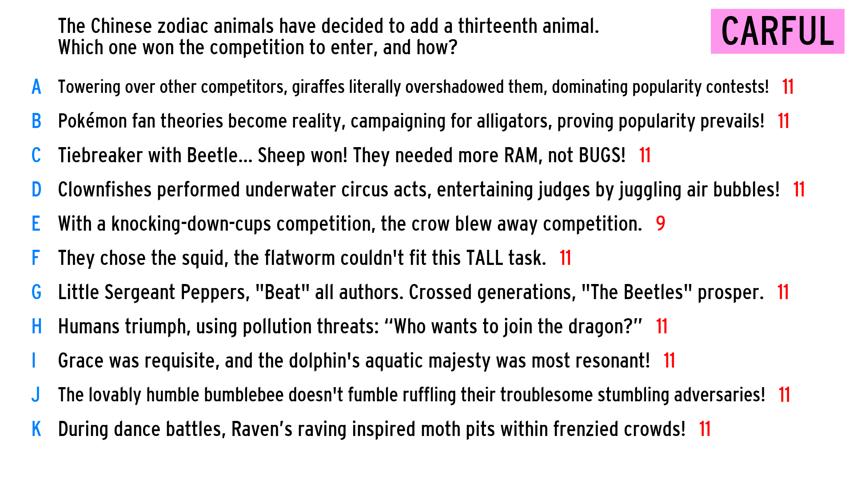 The Chinese zodiac animals have decided to add a thirteenth animal.
Which one won the competition to enter, and how?
CARFUL
A Towering over other competitors, giraffes literally overshadowed them, dominating popularity contests! 11
B Pokémon fan theories become reality, campaigning for alligators, proving popularity prevails! 11
C Tiebreaker with Beetle... Sheep won! They needed more RAM, not BUGS! 11
D Clownfishes performed underwater circus acts, entertaining judges by juggling air bubbles! 11
E With a knocking-down-cups competition, the crow blew away competition. 9
F They chose the squid, the flatworm couldn't fit this TALL task. 11
G Little Sergeant Peppers, "Beat" all authors. Crossed generations, "The Beetles" prosper. 11
H Humans triumph, using pollution threats: “Who wants to join the dragon?” 11
I Grace was requisite, and the dolphin's aquatic majesty was most resonant! 11
J The lovably humble bumblebee doesn't fumble ruffling their troublesome stumbling adversaries! 11
K During dance battles, Raven’s raving inspired moth pits within frenzied crowds! 11